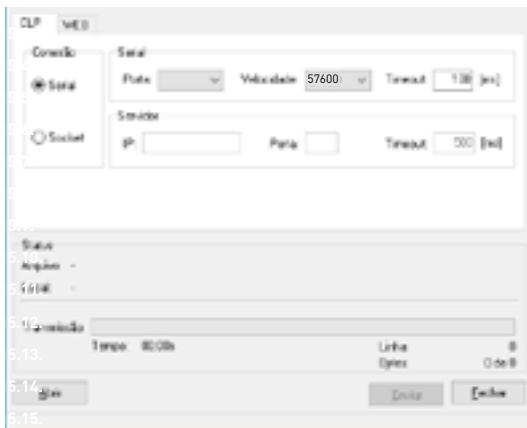 CLP WEB
Conexão Serial
Serial Porta: Velocidade: 57600 Timeout: 100 [ms]
Servidor
Socket IP: Porta: Timeout: 500 [ms]
Status
5.10.
Arquivo -
5.11.
5.12.
Transmissão
Tempo: 00:00s Linha: 0
5.13.
Bytes: 0 de 0
5.14.
Abrir Enviar Fechar
5.15.